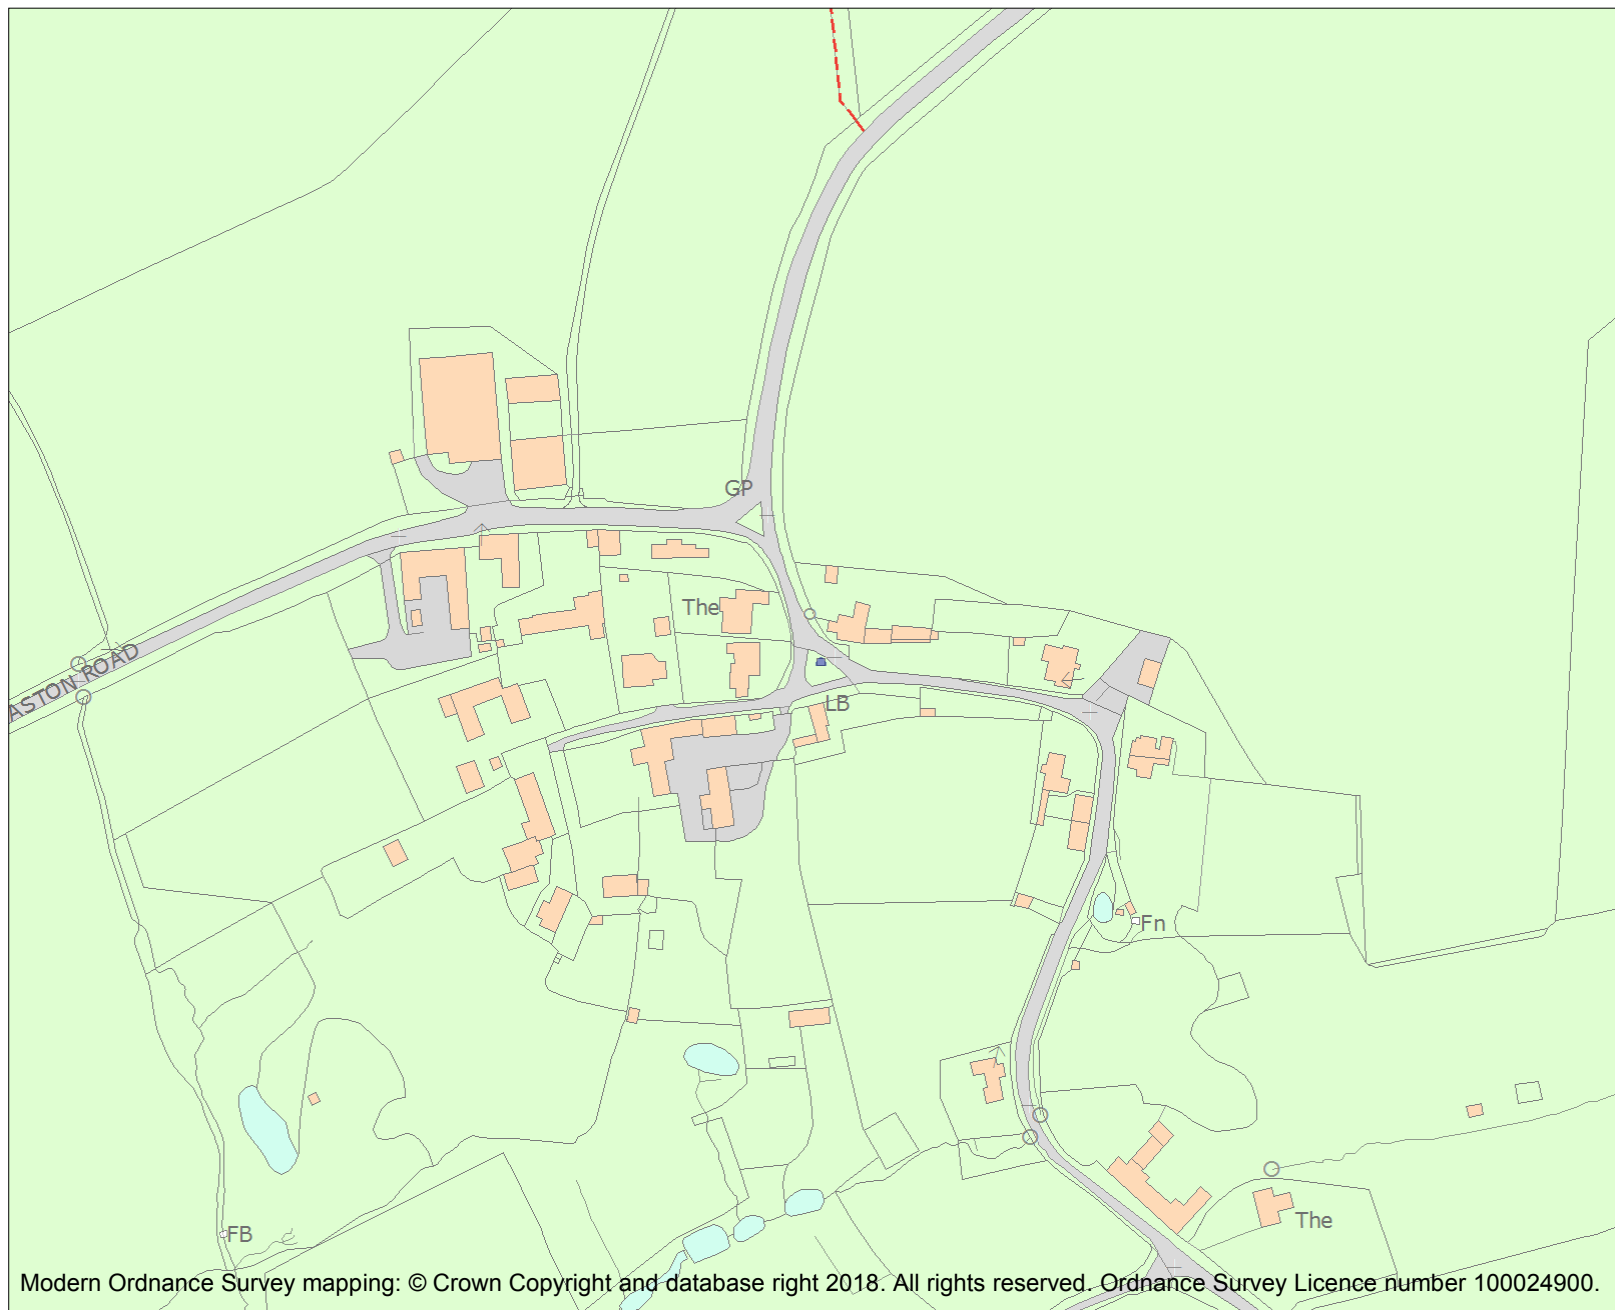 GP
The
ASTON ROAD
LB
Fn
The
FB
Modern Ordnance Survey mapping: © Crown Copyright and database right 2018. All rights reserved. Ordnance Survey Licence number 100024900.